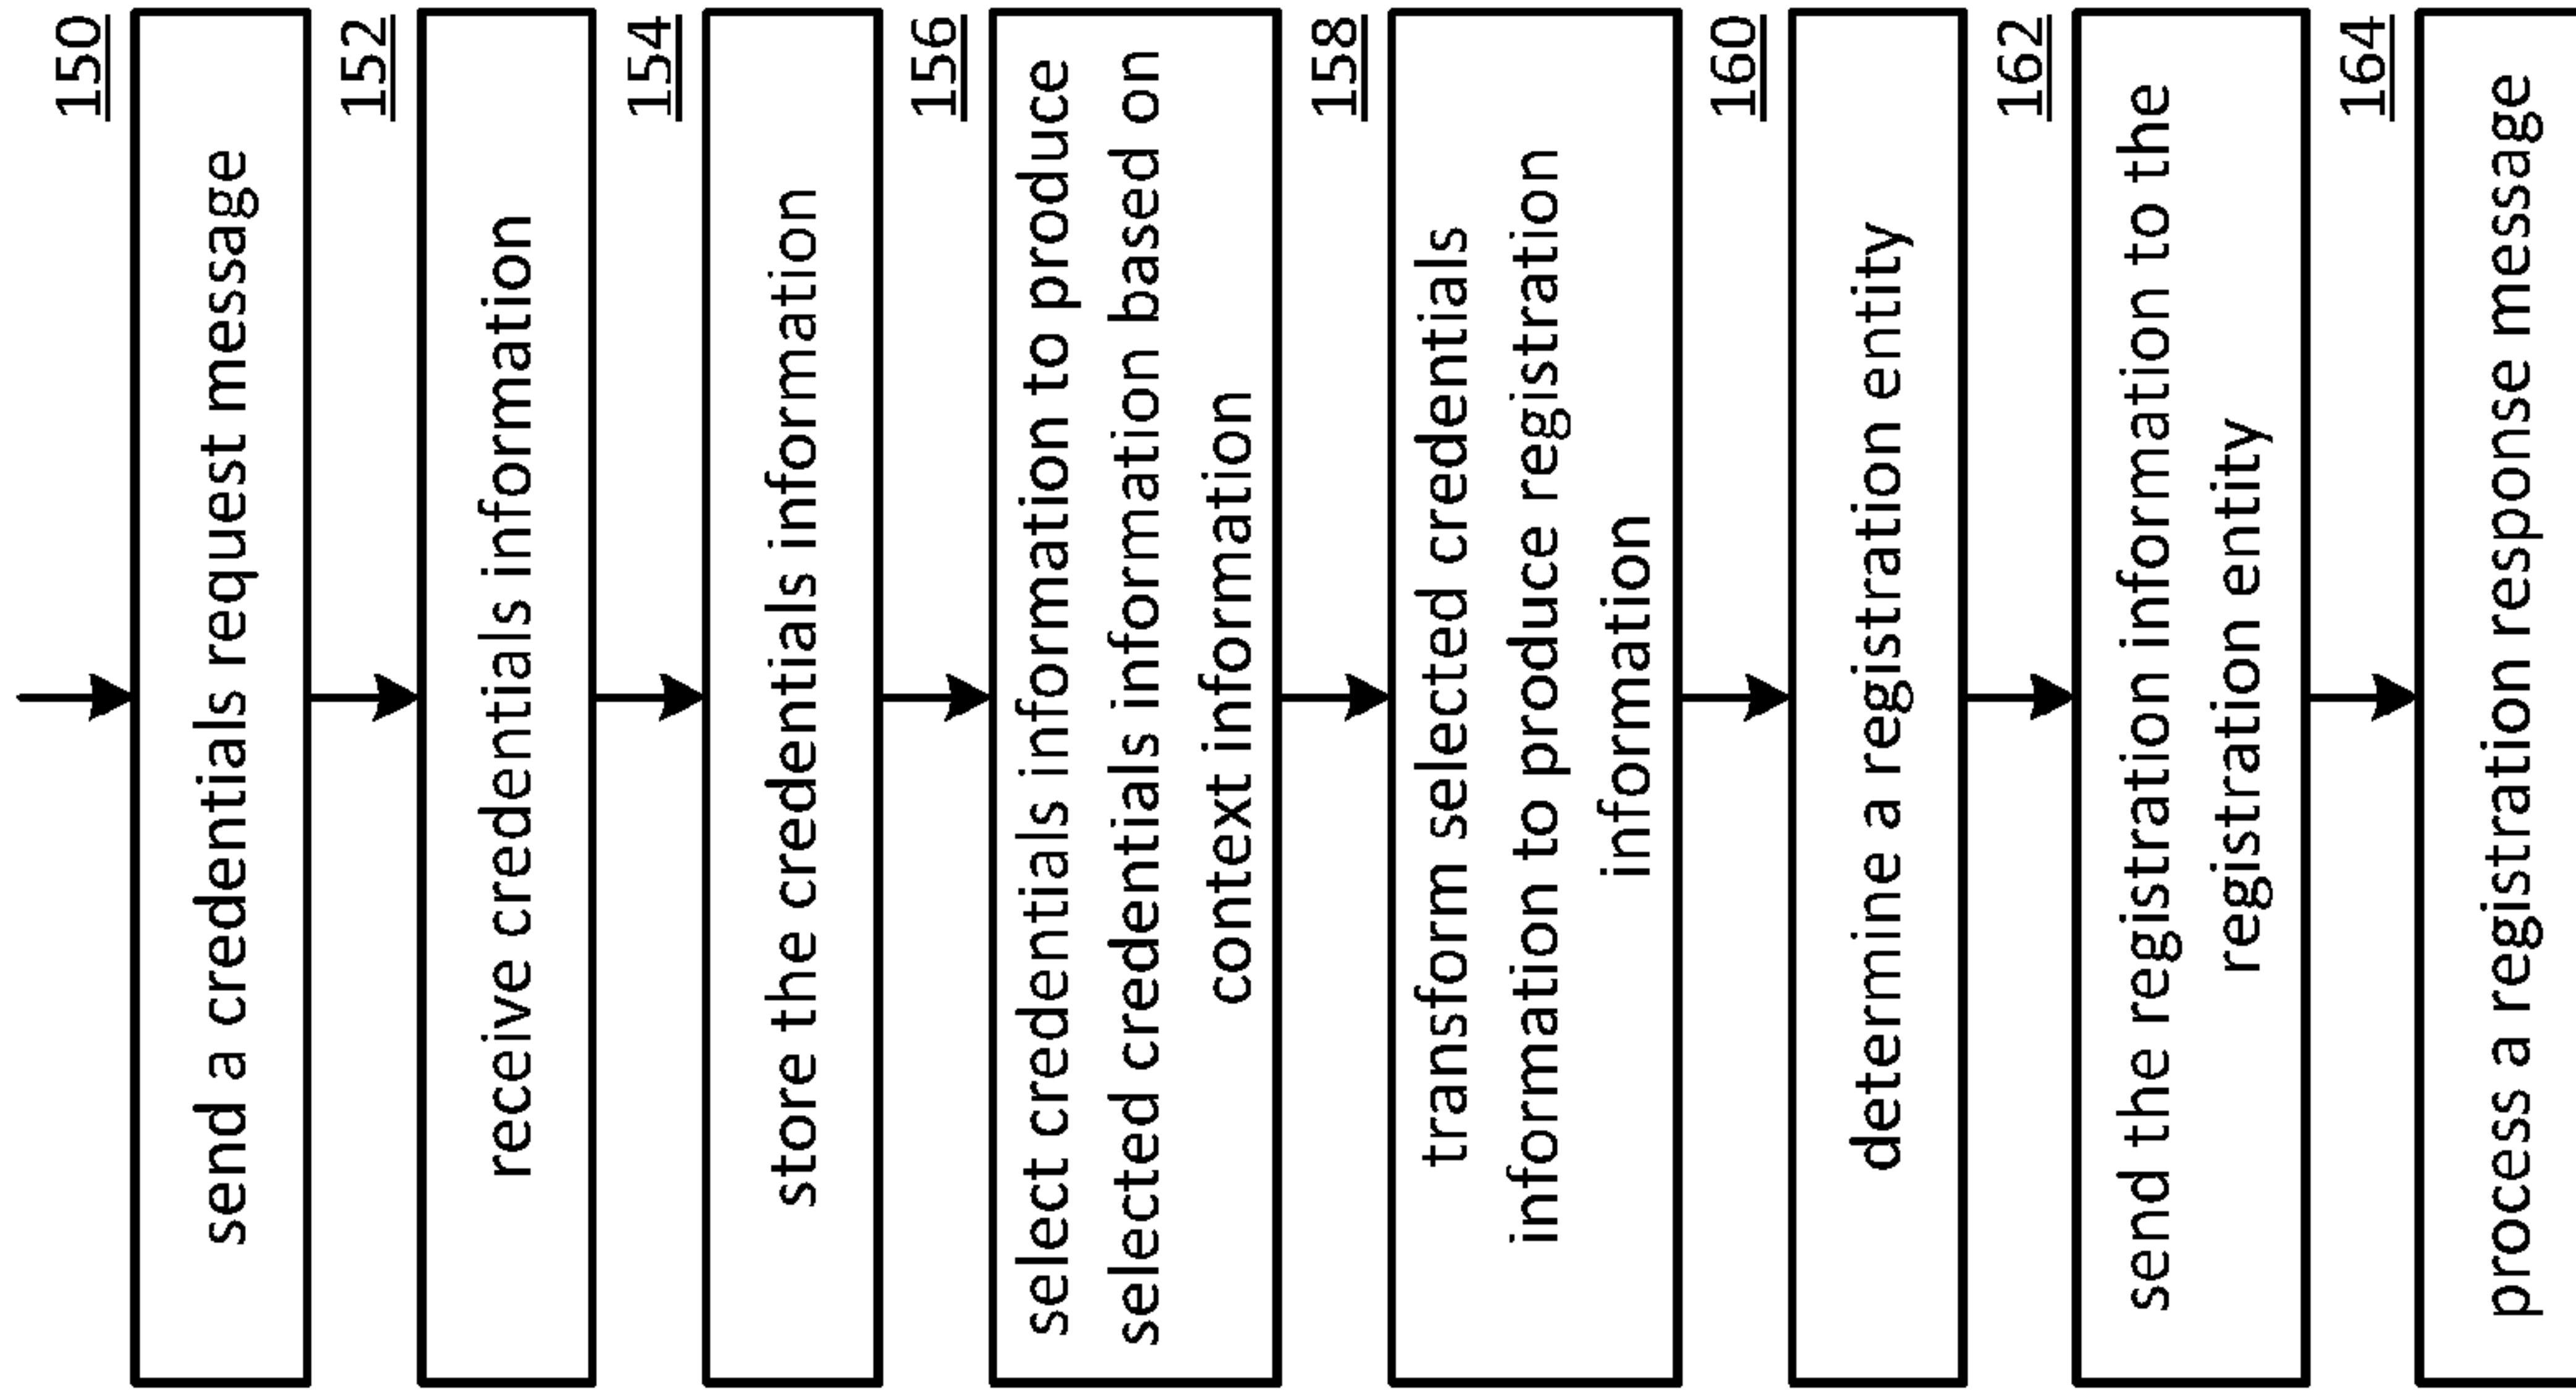 150
send a credentials request message
152
receive credentials information
154
store the credentials information
156
select credentials information to produce
selected credentials information based on
context information
158
transform selected credentials
information to produce registration
information
160
determine a registration entity
162
send the registration information to the
registration entity
164
process a registration response message